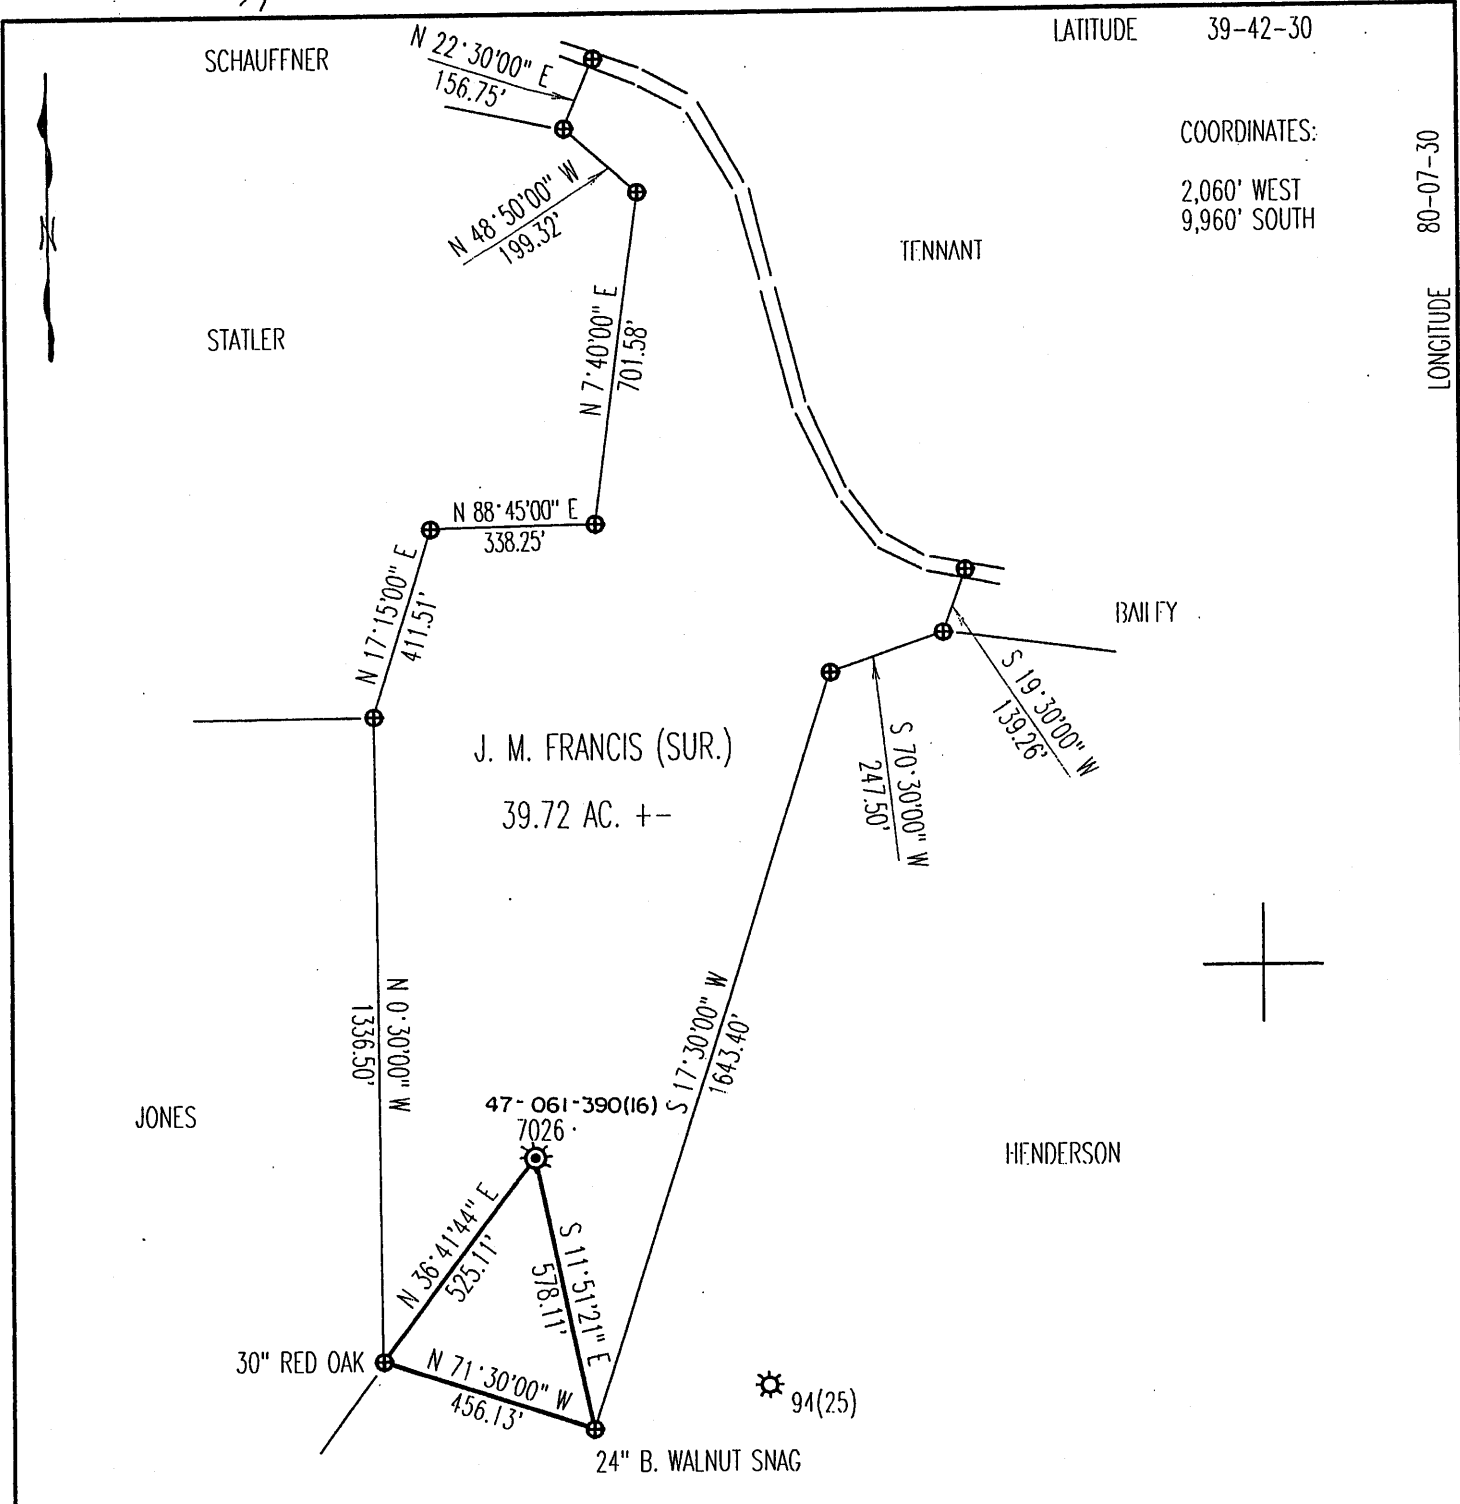 LATITUDE 39-42-30
SCHAUFFNER
N 22°30'00" E
156.75'
COORDINATES:
2,060' WEST
9,960' SOUTH
LONGITUDE 80-07-30
N
N 48°50'00" W
199.32'
TENNANT
STATLER
N 7°40'00" E
701.58'
N 88°45'00" E
338.25'
N 17°15'00" E
411.51'
BAILEY
S 19°30'00" W
139.26'
S 70°30'00" W
247.50'
J. M. FRANCIS (SUR.)
39.72 AC. +-
N 0°30'00" W
1336.50'
S 17°30'00" W
1643.40'
47-061-390(16)
7026
JONES
HENDERSON
N 36°41'44" E
525.11'
S 11°51'21" E
578.11'
30" RED OAK
N 71°30'00" W
456.13'
94(25)
24" B. WALNUT SNAG